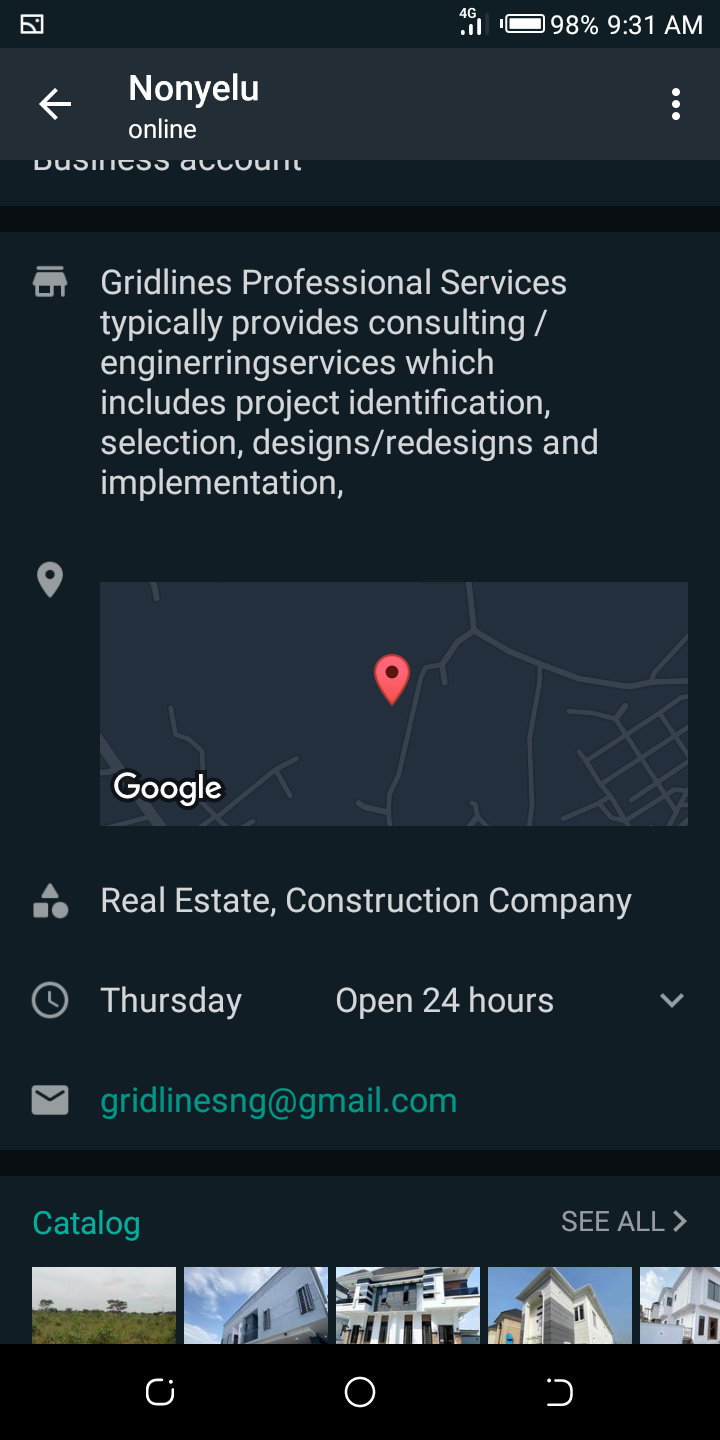 4G 98% 9:31 AM
Nonyelu
online
Business account
Gridlines Professional Services
typically provides consulting /
enginerringservices which
includes project identification,
selection, designs/redesigns and
implementation,
Google
Real Estate, Construction Company
Thursday Open 24 hours
gridlinesng@gmail.com
Catalog SEE ALL